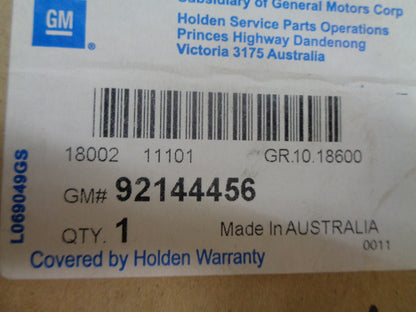 Subsidiary of General Motors Corp
Holden Service Parts Operations
Princes Highway Dandenong
Victoria 3175 Australia
GM
®
18002 11101 GR.10.18600
GM# 92144456
QTY. 1 Made In AUSTRALIA
0011
Covered by Holden Warranty
L069049GS